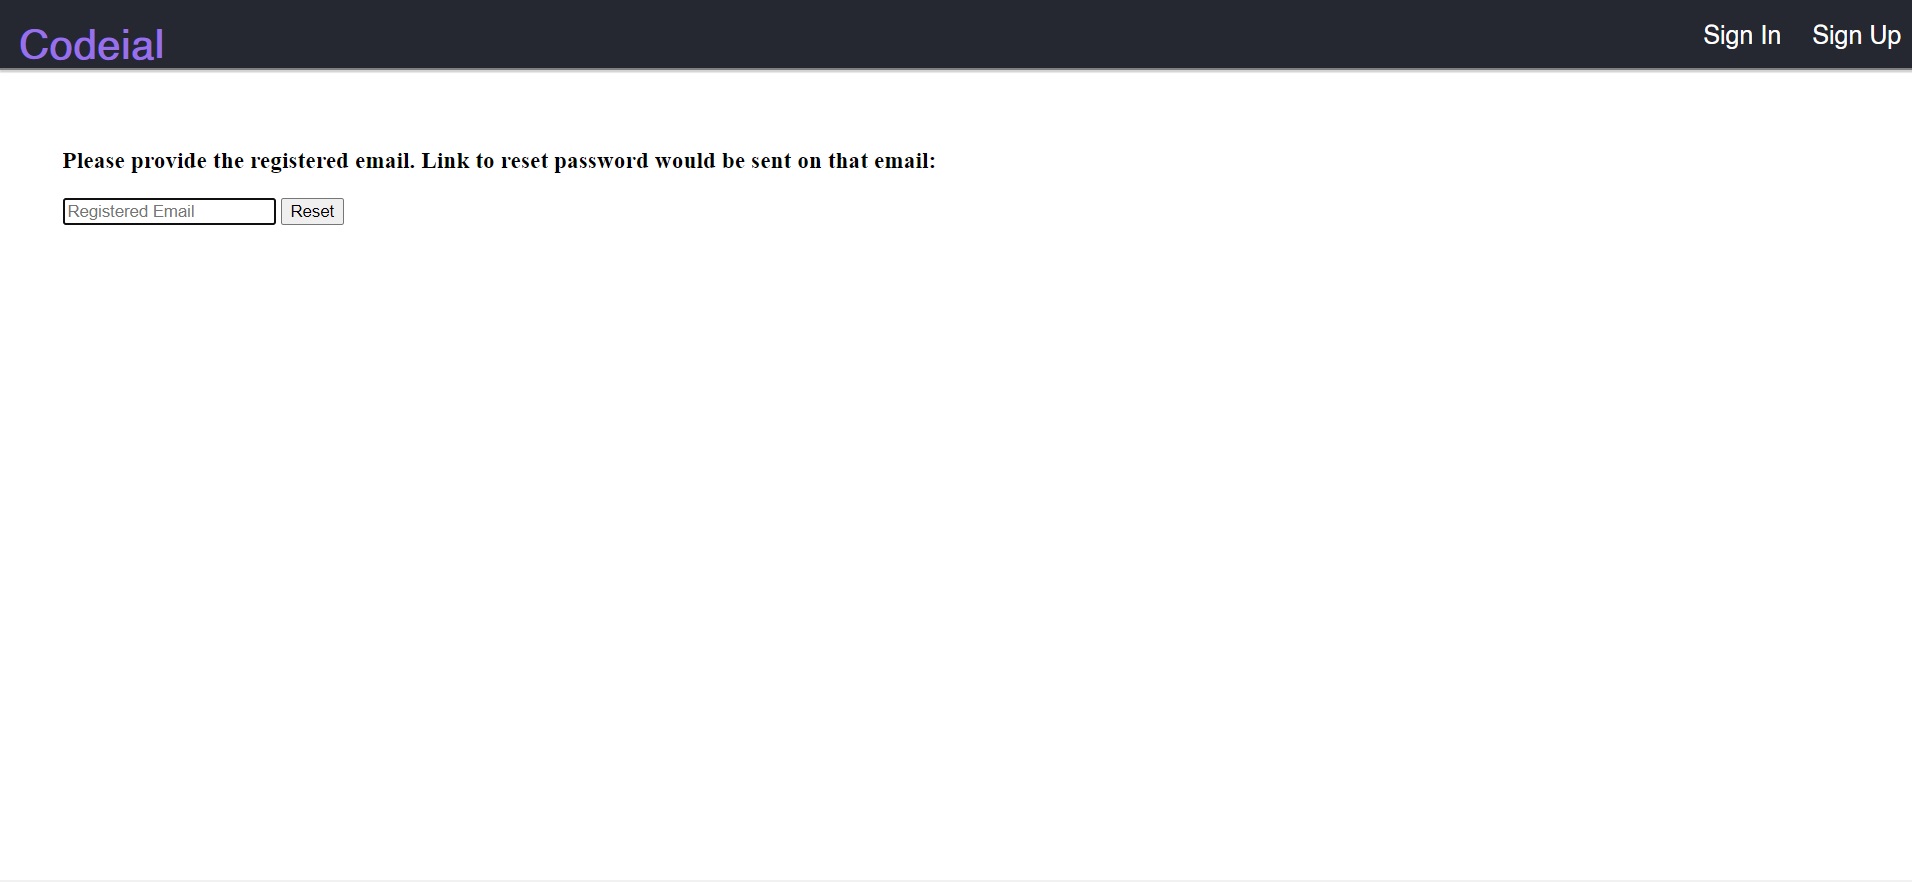 Codeial
Sign In Sign Up
Please provide the registered email. Link to reset password would be sent on that email:
Registered Email Reset